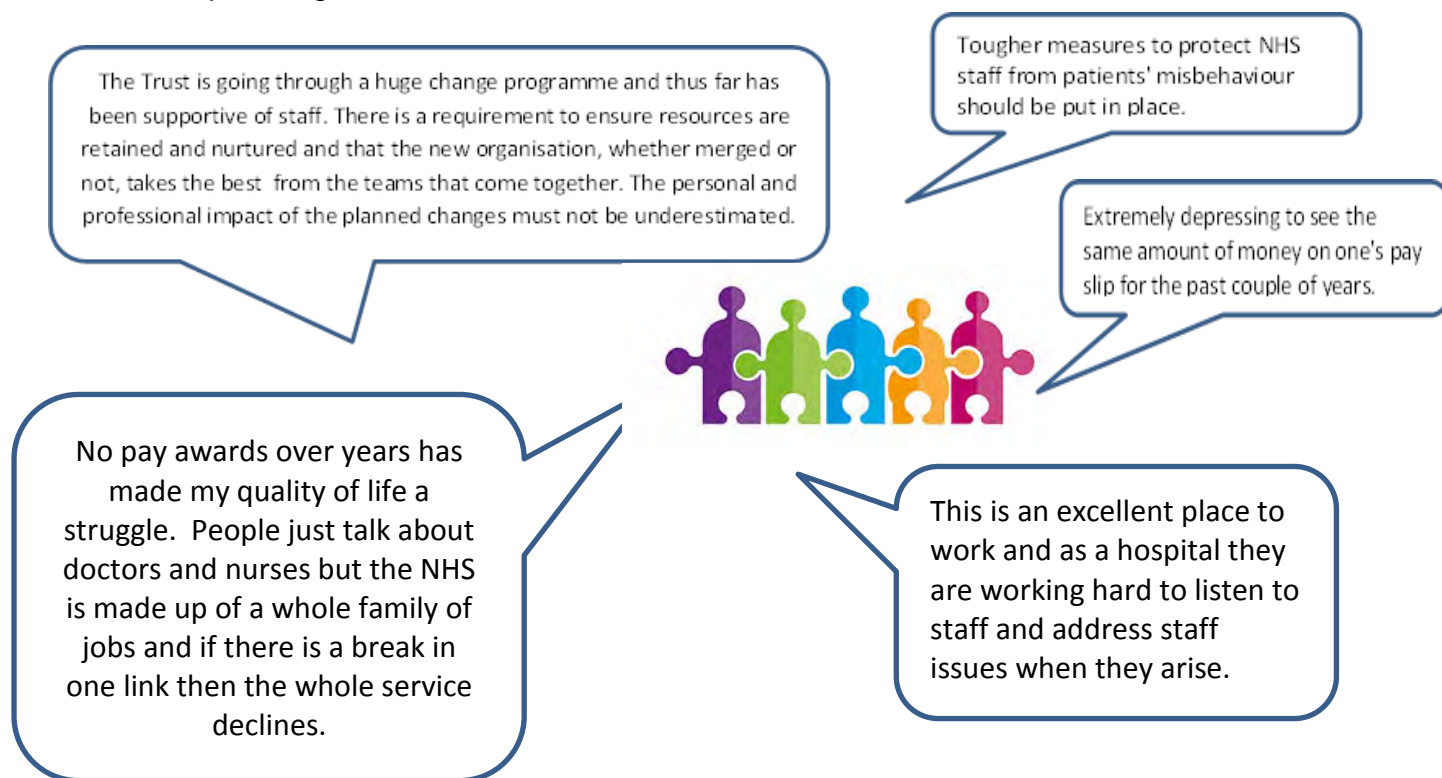 The Trust is going through a huge change programme and thus far has
been supportive of staff. There is a requirement to ensure resources are
retained and nurtured and that the new organisation, whether merged or
not, takes the best from the teams that come together. The personal and
professional impact of the planned changes must not be underestimated.
Tougher measures to protect NHS
staff from patients' misbehaviour
should be put in place.
Extremely depressing to see the
same amount of money on one's pay
slip for the past couple of years.
No pay awards over years has
made my quality of life a
struggle. People just talk about
doctors and nurses but the NHS
is made up of a whole family of
jobs and if there is a break in
one link then the whole service
declines.
This is an excellent place to
work and as a hospital they
are working hard to listen to
staff and address staff
issues when they arise.